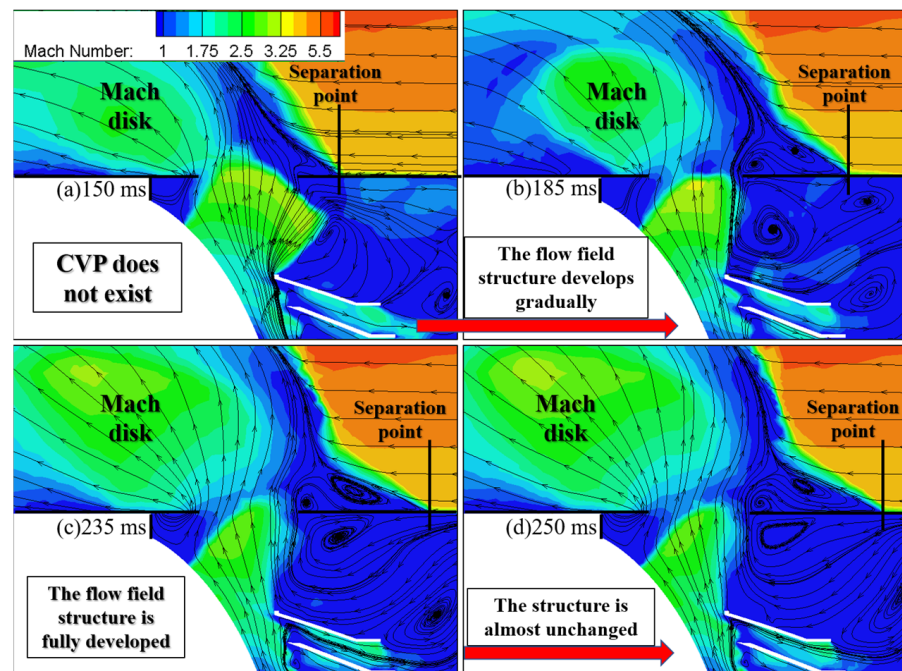 Mach Number: 1 1.75 2.5 3.25 5.5
Mach
disk
Separation
point
(a)150 ms
CVP does
not exist
Mach
disk
Separation
point
(b)185 ms
The flow field
structure develops
gradually
Mach
disk
Separation
point
(c)235 ms
The flow field
structure is
fully developed
Mach
disk
Separation
point
(d)250 ms
The structure is
almost unchanged